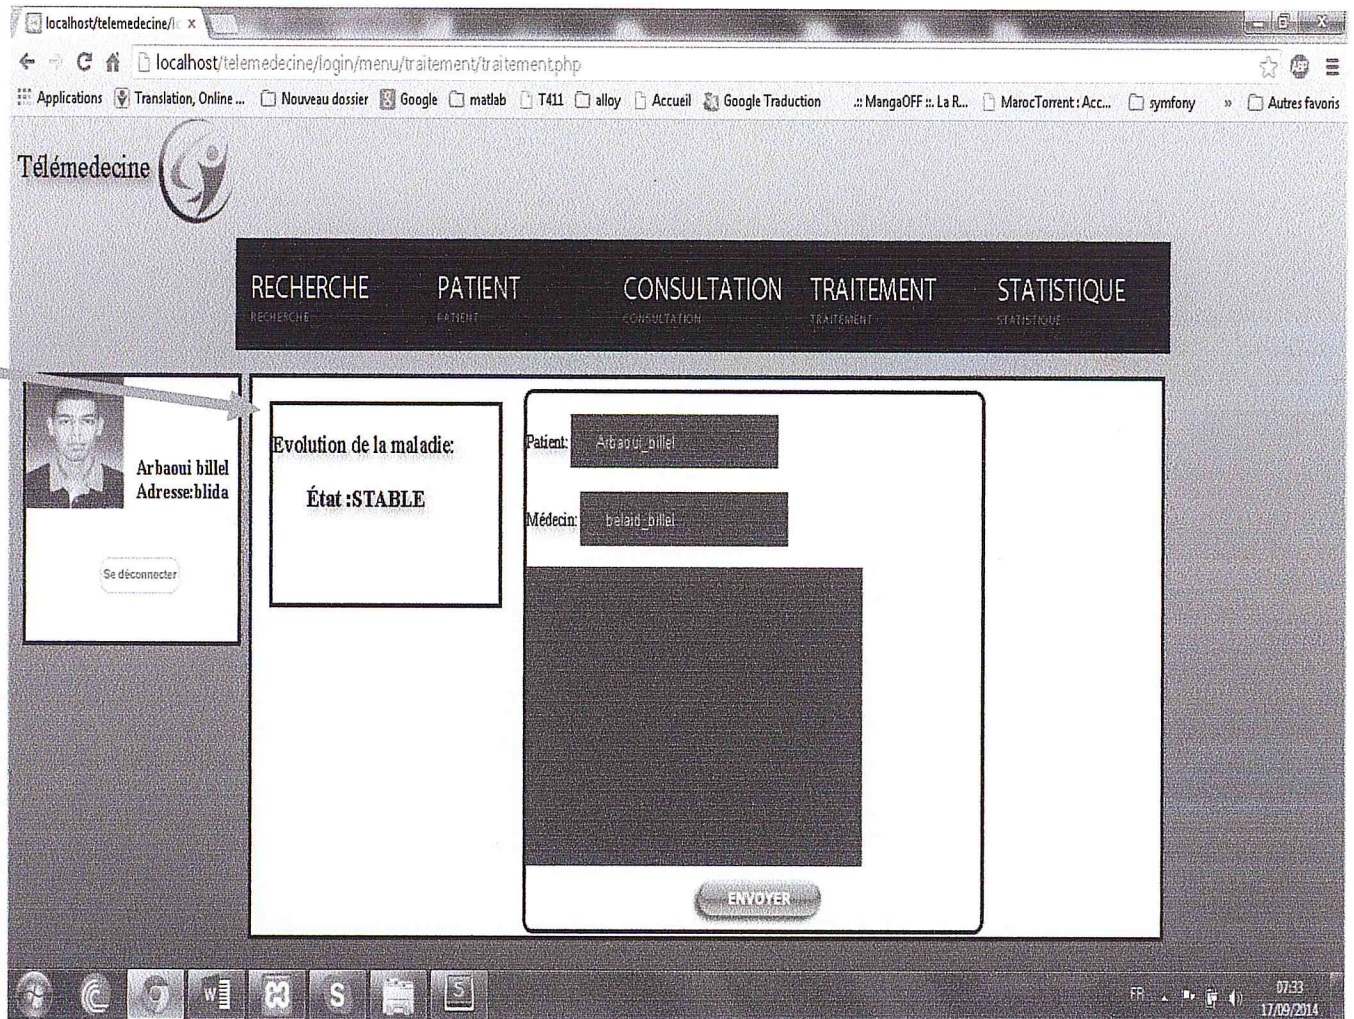 localhost/telemedecine/l x
localhost/telemedecine/login/menu/traitement/traitement.php
Applications Translation, Online ... Nouveau dossier Google matlab T411 alloy Accueil Google Traduction .:: MangaOFF ::. La R... MarocTorrent : Acc... symfony » Autres favoris
Télémedecine
RECHERCHE PATIENT CONSULTATION TRAITEMENT STATISTIQUE
RECHERCHE PATIENT CONSULTATION TRAITEMENT STATISTIQUE
Arbaoui billel
Adresse:blida
Se déconnecter
Evolution de la maladie:
État :STABLE
Patient: Arbaoui_billel
Médecin: belaid_billel
ENVOYER
FR
07:33
17/09/2014